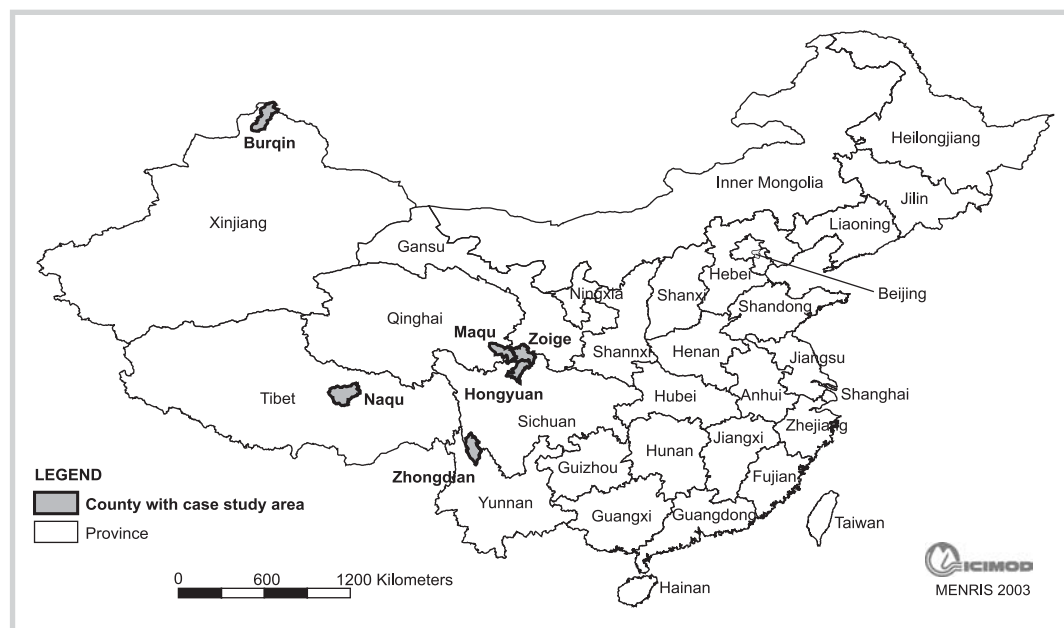 Burqin
Heilongjiang
Inner Mongolia
Jilin
Xinjiang
Liaoning
Gansu
Hebei
Beijing
Ningxia
Shanxi
Shandong
Qinghai
Maqu
Zoige
Shannxi
Henan
Jiangsu
Tibet
Naqu
Hongyuan
Hubei
Anhui
Shanghai
Sichuan
Zhejiang
Hunan
Jiangxi
Zhongdian
Guizhou
Fujian
Yunnan
Guangxi
Guangdong
Taiwan
Hainan
LEGEND
County with case study area
Province
0 600 1200 Kilometers
ICIMOD
MENRIS 2003